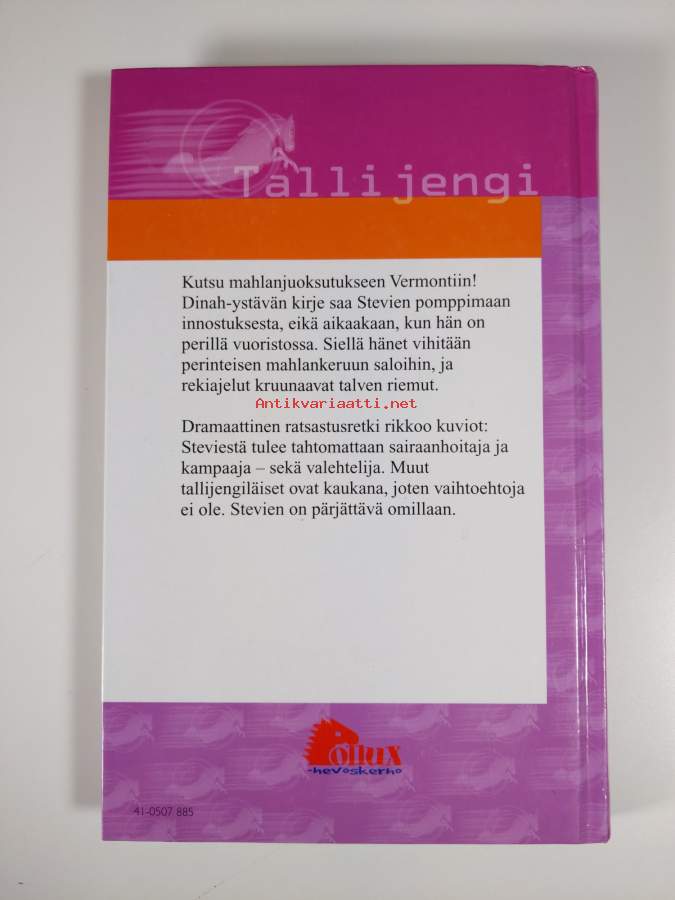 Tallijengi
Kutsu mahlanjuoksutukseen Vermontiin!
Dinah-ystävän kirje saa Stevien pomppimaan
innostuksesta, eikä aikaakaan, kun hän on
perillä vuoristossa. Siellä hänet vihitään
perinteisen mahlankeruun saloihin, ja
rekiajelut kruunaavat talven riemut.
Antikvariaatti.net
Dramaattinen ratsastusretki rikkoo kuviot:
Steviestä tulee tahtomattaan sairaanhoitaja ja
kampaaja – sekä valehtelija. Muut
tallijengiläiset ovat kaukana, joten vaihtoehtoja
ei ole. Stevien on pärjättävä omillaan.
Pollux
-hevoskerho
41-0507 885